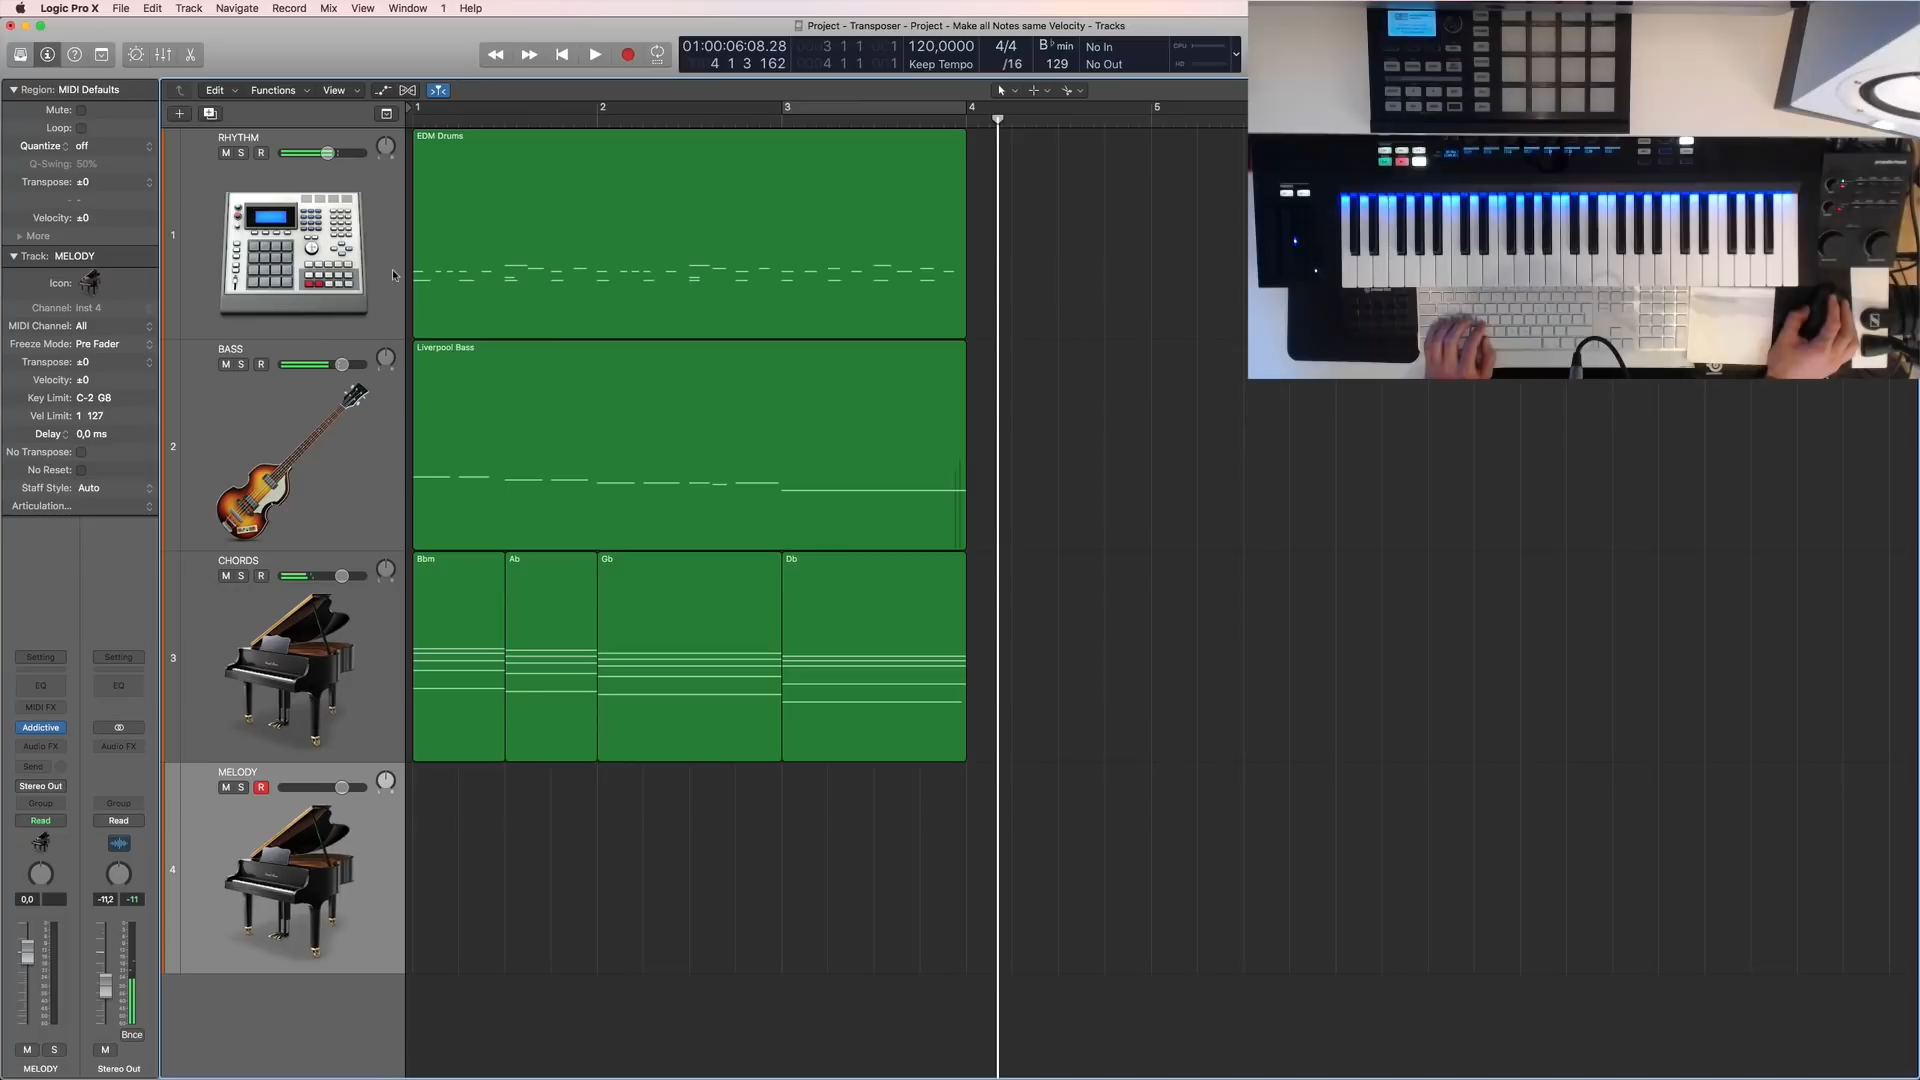 Logic Pro X File Edit Track Navigate Record Mix View Window 1 Help
Project - Transposer - Project - Make all Notes same Velocity - Tracks
01:00:06:08.28 3 1 1 001 120,0000 4/4 B♭min No In CPU
4 1 3 162 4 1 1 001 Keep Tempo /16 129 No Out HD
Region: MIDI Defaults
Edit Functions View
Mute:
1 2 3 4 5
Loop:
Quantize off
Q-Swing: 50%
Transpose: ±0
- -
Velocity: ±0
More
Track: MELODY
Icon:
Channel: Inst 4
MIDI Channel: All
Freeze Mode: Pre Fader
Transpose: ±0
Velocity: ±0
Key Limit: C-2 G8
Vel Limit: 1 127
Delay 0,0 ms
No Transpose:
No Reset:
Staff Style: Auto
Articulation...
RHYTHM
M S R
1
EDM Drums
BASS
M S R
2
Liverpool Bass
CHORDS
M S R
3
Bbm Ab Gb Db
MELODY
M S R
4
Setting Setting
EQ EQ
MIDI FX
Addictive
Audio FX Audio FX
Send
Stereo Out
Group Group
Read Read
0,0 -11,2 -11
Bnce
M S M
MELODY Stereo Out